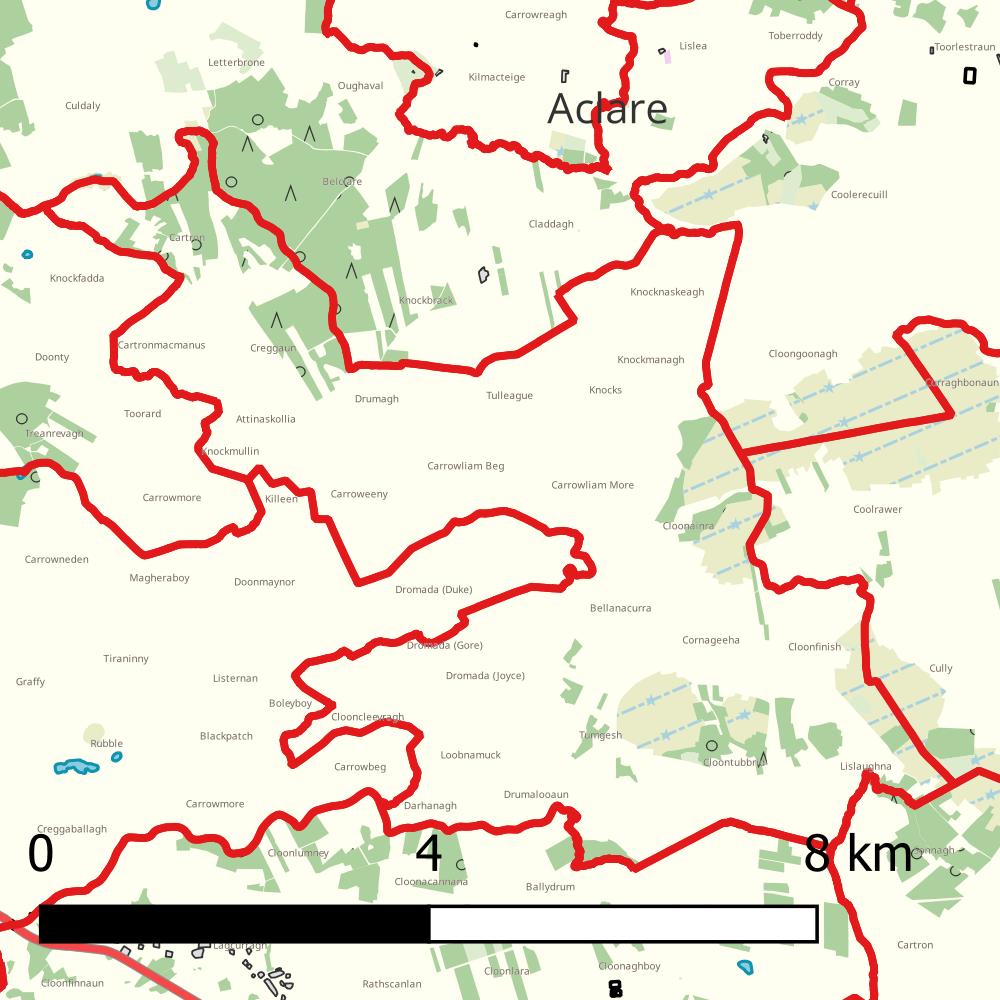 Carrowreagh
Lislea
Toberroddy
Toorlestraun
Letterbrone
Oughaval
Kilmacteige
Corray
Culdaly
Aclare
Belclare
Coolerecuill
Claddagh
Cartron
Knockfadda
Knocknaskeagh
Knockbrack
Cartronmacmanus
Creggaun
Doonty
Knockmanagh
Cloongoonagh
Curraghbonaun
Drumagh
Tulleague
Knocks
Toorard
Attinaskollia
Treanrevagh
Knockmullin
Carrowliam Beg
Carrowliam More
Carrowmore
Killeen
Carroweeny
Coolrawer
Cloonainra
Carrowneden
Magheraboy
Doonmaynor
Dromada (Duke)
Bellanacurra
Cornageeha
Cloonfinish
Dromada (Gore)
Tiraninny
Cully
Graffy
Listernan
Dromada (Joyce)
Boleyboy
Clooncleevragh
Blackpatch
Tumgesh
Rubble
Loobnamuck
Carrowbeg
Cloontubbrid
Lislaughna
Drumalooaun
Carrowmore
Darhanagh
Creggaballagh
0 4 8 km
Cloonlumney
Cloonacannana
Ballydrum
Cartron
Lagcurragh
Cloonlara
Cloonaghboy
Cloonfinnaun
Rathscanlan